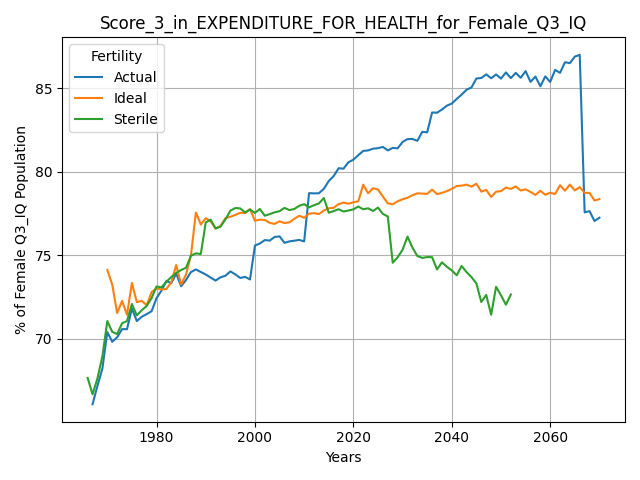 Score_3_in_EXPENDITURE_FOR_HEALTH_for_Female_Q3_IQ
Fertility
Actual
Ideal
Sterile
% of Female Q3_IQ Population
85
80
75
70
1980
2000
2020
2040
2060
Years